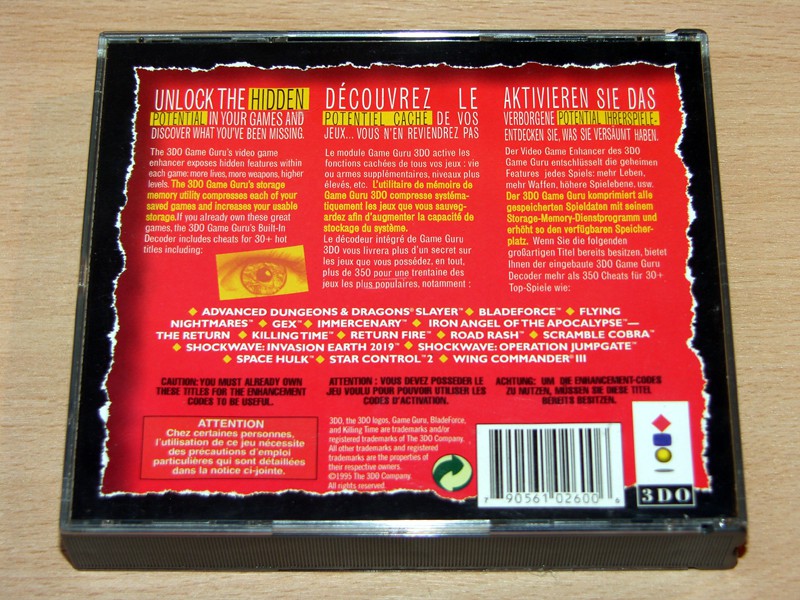 UNLOCK THE HIDDEN
POTENTIAL IN YOUR GAMES AND
DISCOVER WHAT YOU'VE BEEN MISSING.
The 3DO Game Guru's video game
enhancer exposes hidden features within
each game: more lives, more weapons, higher
levels. The 3DO Game Guru's storage
memory utility compresses each of your
saved games and increases your usable
storage.If you already own these great
games, the 3DO Game Guru's Built-In
Decoder includes cheats for 30+ hot
titles including:
DÉCOUVREZ LE
POTENTIEL CACHÉ DE VOS
JEUX... VOUS N'EN REVIENDREZ PAS
Le module Game Guru 3DO active les
fonctions cachées de tous vos jeux : vie
ou armes supplémentaires, niveaux plus
élevés, etc. L'utilitaire de mémoire de
Game Guru 3DO compresse systéma-
tiquement les jeux que vous sauveg-
ardez afin d'augmenter la capacité de
stockage du système.
Le décodeur intégré de Game Guru
3DO vous livrera plus d'un secret sur
les jeux que vous possédez, en tout,
plus de 350 pour une trentaine des
jeux les plus populaires, notamment :
AKTIVIEREN SIE DAS
VERBORGENE POTENTIAL IHRERSPIELE-
ENTDECKEN SIE, WAS SIE VERSÄUMT HABEN.
Der Video Game Enhancer des 3DO
Game Guru entschlüsselt die geheimen
Features jedes Spiels: mehr Leben,
mehr Waffen, höhere Spielebene, usw.
Der 3DO Game Guru komprimiert alle
gespeicherten Spieldaten mit seinem
Storage-Memory-Dienstprogramm und
erhöht so den verfügbaren Speicher-
platz. Wenn Sie die folgenden
großartigen Titel bereits besitzen, bietet
Ihnen der eingebaute 3DO Game Guru
Decoder mehr als 350 Cheats für 30+
Top-Spiele wie:
◆ ADVANCED DUNGEONS & DRAGONS® SLAYER™ ◆ BLADEFORCE™ ◆ FLYING
NIGHTMARES™ ◆ GEX™ ◆ IMMERCENARY™ ◆ IRON ANGEL OF THE APOCALYPSE™—
THE RETURN ◆ KILLING TIME™ ◆ RETURN FIRE™ ◆ ROAD RASH™ ◆ SCRAMBLE COBRA™
◆ SHOCKWAVE: INVASION EARTH 2019™ ◆ SHOCKWAVE: OPERATION JUMPGATE™
◆ SPACE HULK™ ◆ STAR CONTROL™ 2 ◆ WING COMMANDER® III
CAUTION: YOU MUST ALREADY OWN
THESE TITLES FOR THE ENHANCEMENT
CODES TO BE USEFUL.
ATTENTION : VOUS DEVEZ POSSEDER LE
JEU VOULU POUR POUVOIR UTILISER LES
CODES D'ACTIVATION.
ACHTUNG: UM DIE ENHANCEMENT-CODES
ZU NUTZEN, MÜSSEN SIE DIESE TITEL
BEREITS BESITZEN.
ATTENTION
Chez certaines personnes,
l'utilisation de ce jeu nécessite
des précautions d'emploi
particulières qui sont détaillées
dans la notice ci-jointe.
3DO, the 3DO logos, Game Guru, BladeForce,
and Killing Time are trademarks and/or
registered trademarks of The 3DO Company.
All other trademarks and registered
trademarks are the properties of
their respective owners.
©1995 The 3DO Company.
All rights reserved.
7 90561 02600 6
3DO